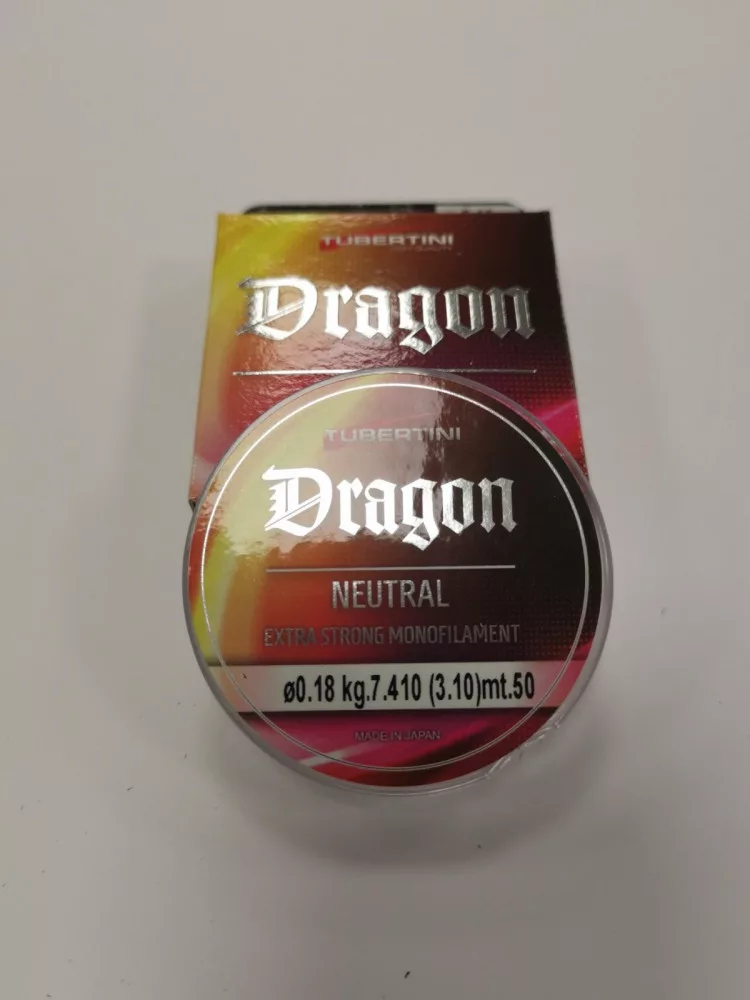 TUBERTINI
Dragon
TUBERTINI
Dragon
NEUTRAL
EXTRA STRONG MONOFILAMENT
ø0.18 kg.7.410 (3.10)mt.50
MADE IN JAPAN